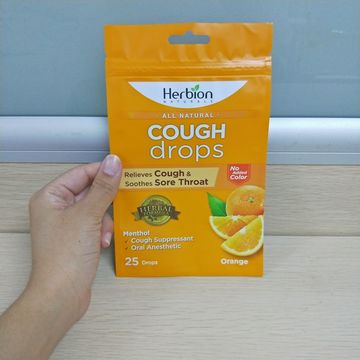 Herbion
NATURALS
ALL NATURAL
COUGH
drops
Relieves Cough &
Soothes Sore Throat
No
Added
Color
HERBAL
Menthol
✓ Cough Suppressant
✓ Oral Anesthetic
25 Drops
Orange